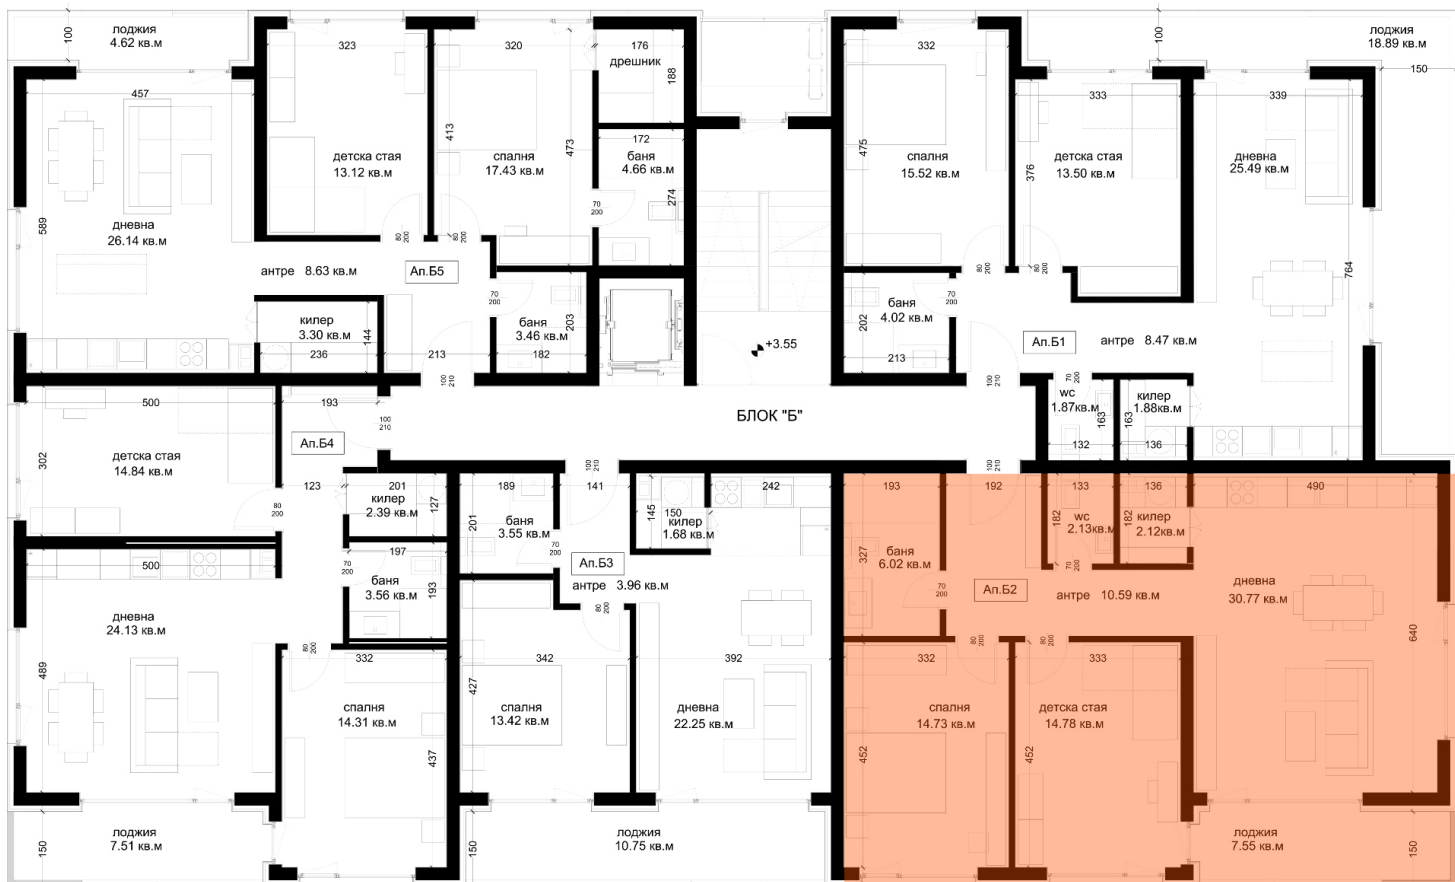 лоджия
4.62 кв.м
100
323
320
176
дрешник
188
332
100
лоджия
18.89 кв.м
150
457
333
339
413
473
172
баня
4.66 кв.м
274
475
376
детска стая
13.12 кв.м
спалня
17.43 кв.м
спалня
15.52 кв.м
детска стая
13.50 кв.м
дневна
25.49 кв.м
589
дневна
26.14 кв.м
80
200
80
200
70
200
80
200
80
200
764
антре 8.63 кв.м
Ап.Б5
70
200
килер
3.30 кв.м
144
236
213
баня
3.46 кв.м
203
182
+3.55
баня
4.02 кв.м
202
213
70
200
Ап.Б1
антре 8.47 кв.м
100
210
100
210
70
200
wc
1.87кв.м
163
132
килер
1.88кв.м
163
136
500
193
100
210
БЛОК "Б"
Ап.Б4
302
детска стая
14.84 кв.м
100
210
100
210
123
201
килер
2.39 кв.м
127
80
200
189
201
баня
3.55 кв.м
141
145
150
килер
1.68 кв.м
242
193
192
133
136
490
182
wc
2.13кв.м
182
килер
2.12кв.м
500
70
200
197
баня
3.56 кв.м
193
70
200
Ап.Б3
антре 3.96 кв.м
80
200
327
баня
6.02 кв.м
70
200
Ап.Б2
70
200
антре 10.59 кв.м
дневна
30.77 кв.м
640
дневна
24.13 кв.м
489
80
200
332
342
392
80
200
332
80
200
333
427
спалня
14.31 кв.м
437
спалня
13.42 кв.м
дневна
22.25 кв.м
спалня
14.73 кв.м
452
детска стая
14.78 кв.м
452
150
лоджия
7.51 кв.м
150
лоджия
10.75 кв.м
лоджия
7.55 кв.м
150